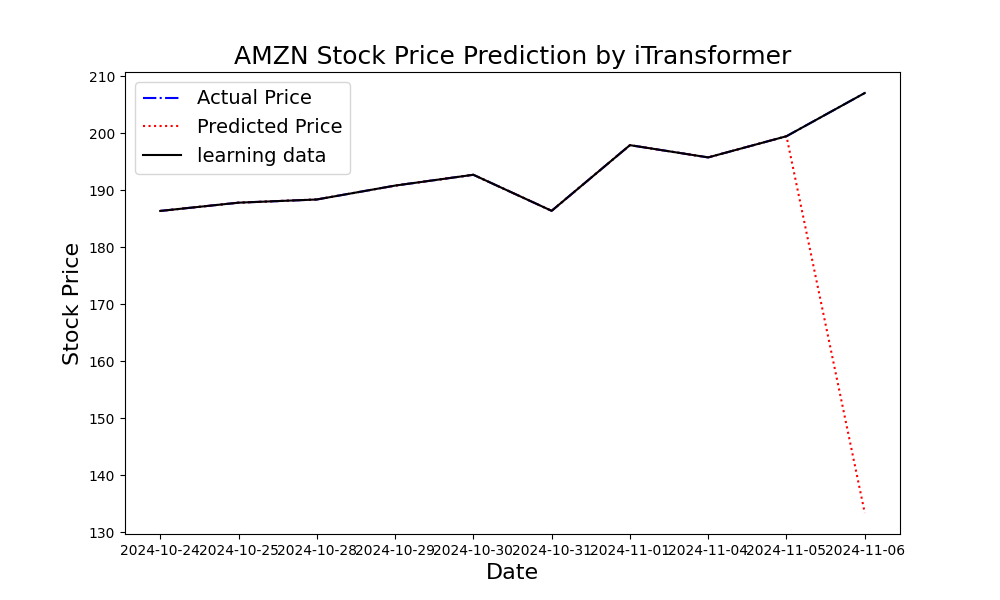 AMZN Stock Price Prediction by iTransformer
Actual Price
Predicted Price
learning data
210
200
190
180
170
160
150
140
130
Stock Price
2024-10-24 2024-10-25 2024-10-28 2024-10-29 2024-10-30 2024-10-31 2024-11-01 2024-11-04 2024-11-05 2024-11-06
Date